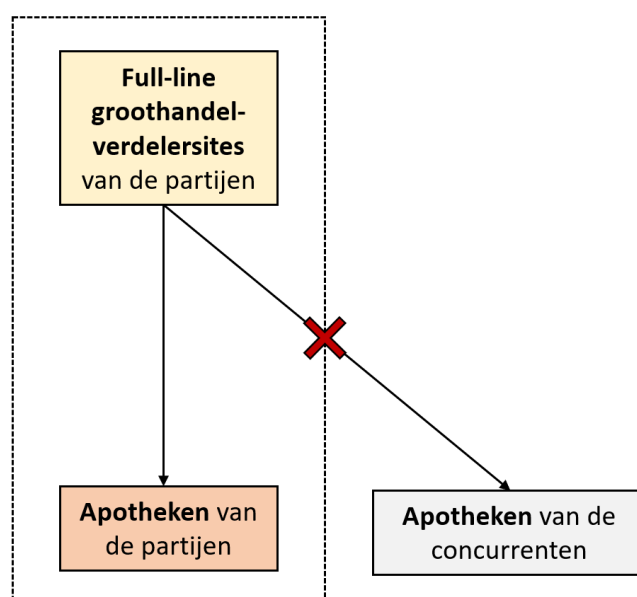 Full-line
groothandel-
verdelersites
van de partijen
Apotheken van
de partijen
Apotheken van de
concurrenten